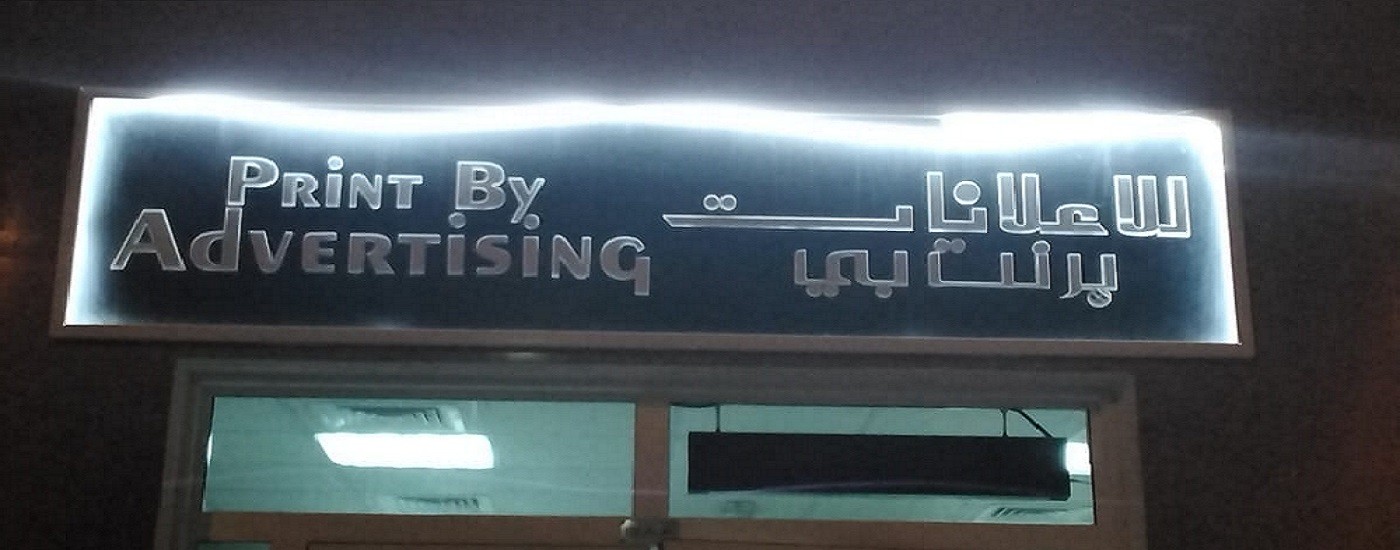 Print By
Advertising
للاعلانات
برنت بي